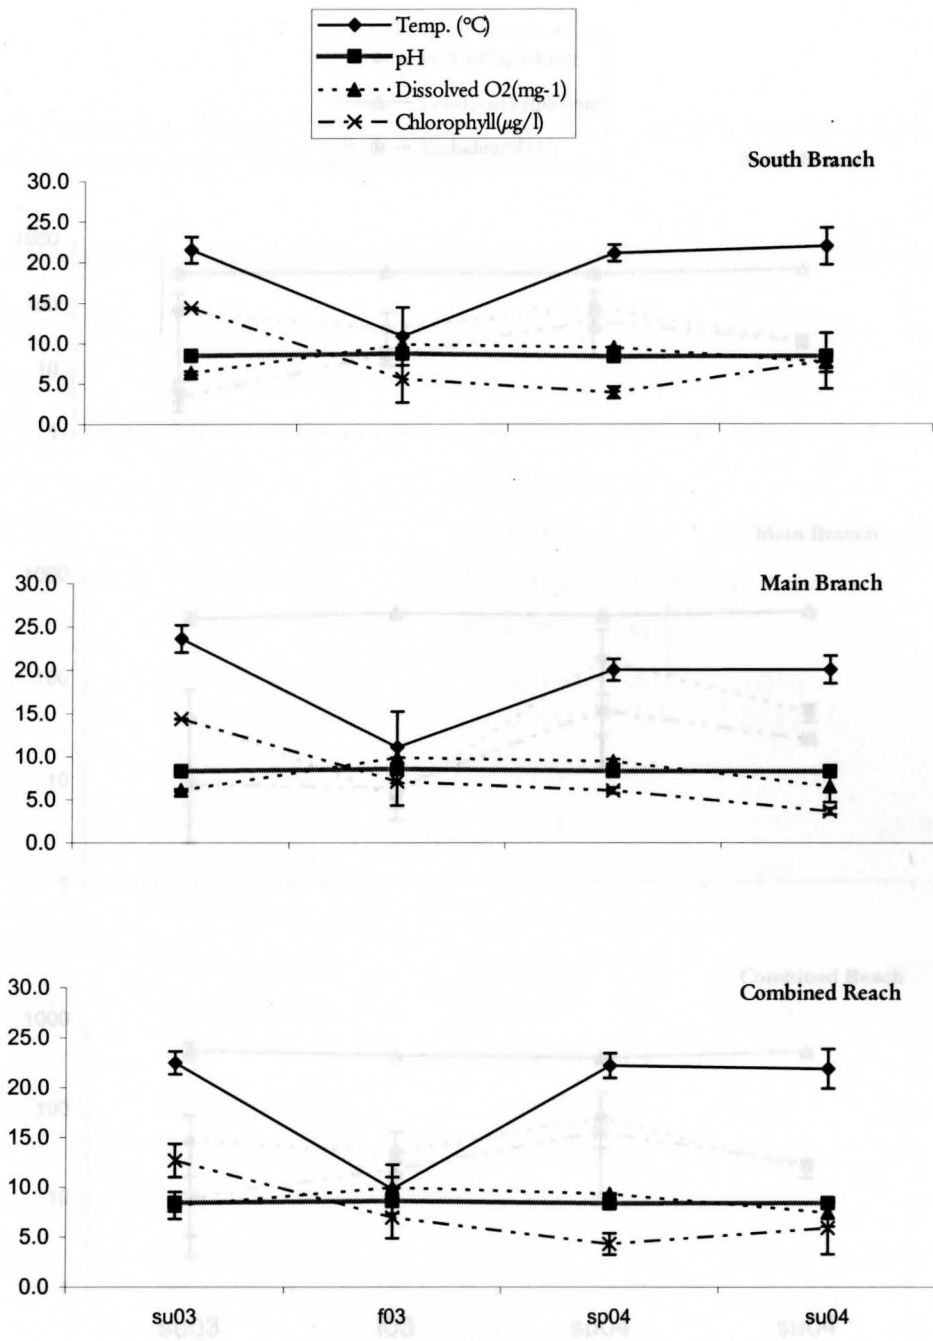 Temp. (°C)
pH
Dissolved O2(mg-1)
Chlorophyll(μg/l)
South Branch
30.0
25.0
20.0
15.0
10.0
5.0
0.0
Main Branch
30.0
25.0
20.0
15.0
10.0
5.0
0.0
Combined Reach
30.0
25.0
20.0
15.0
10.0
5.0
0.0
su03 f03 sp04 su04